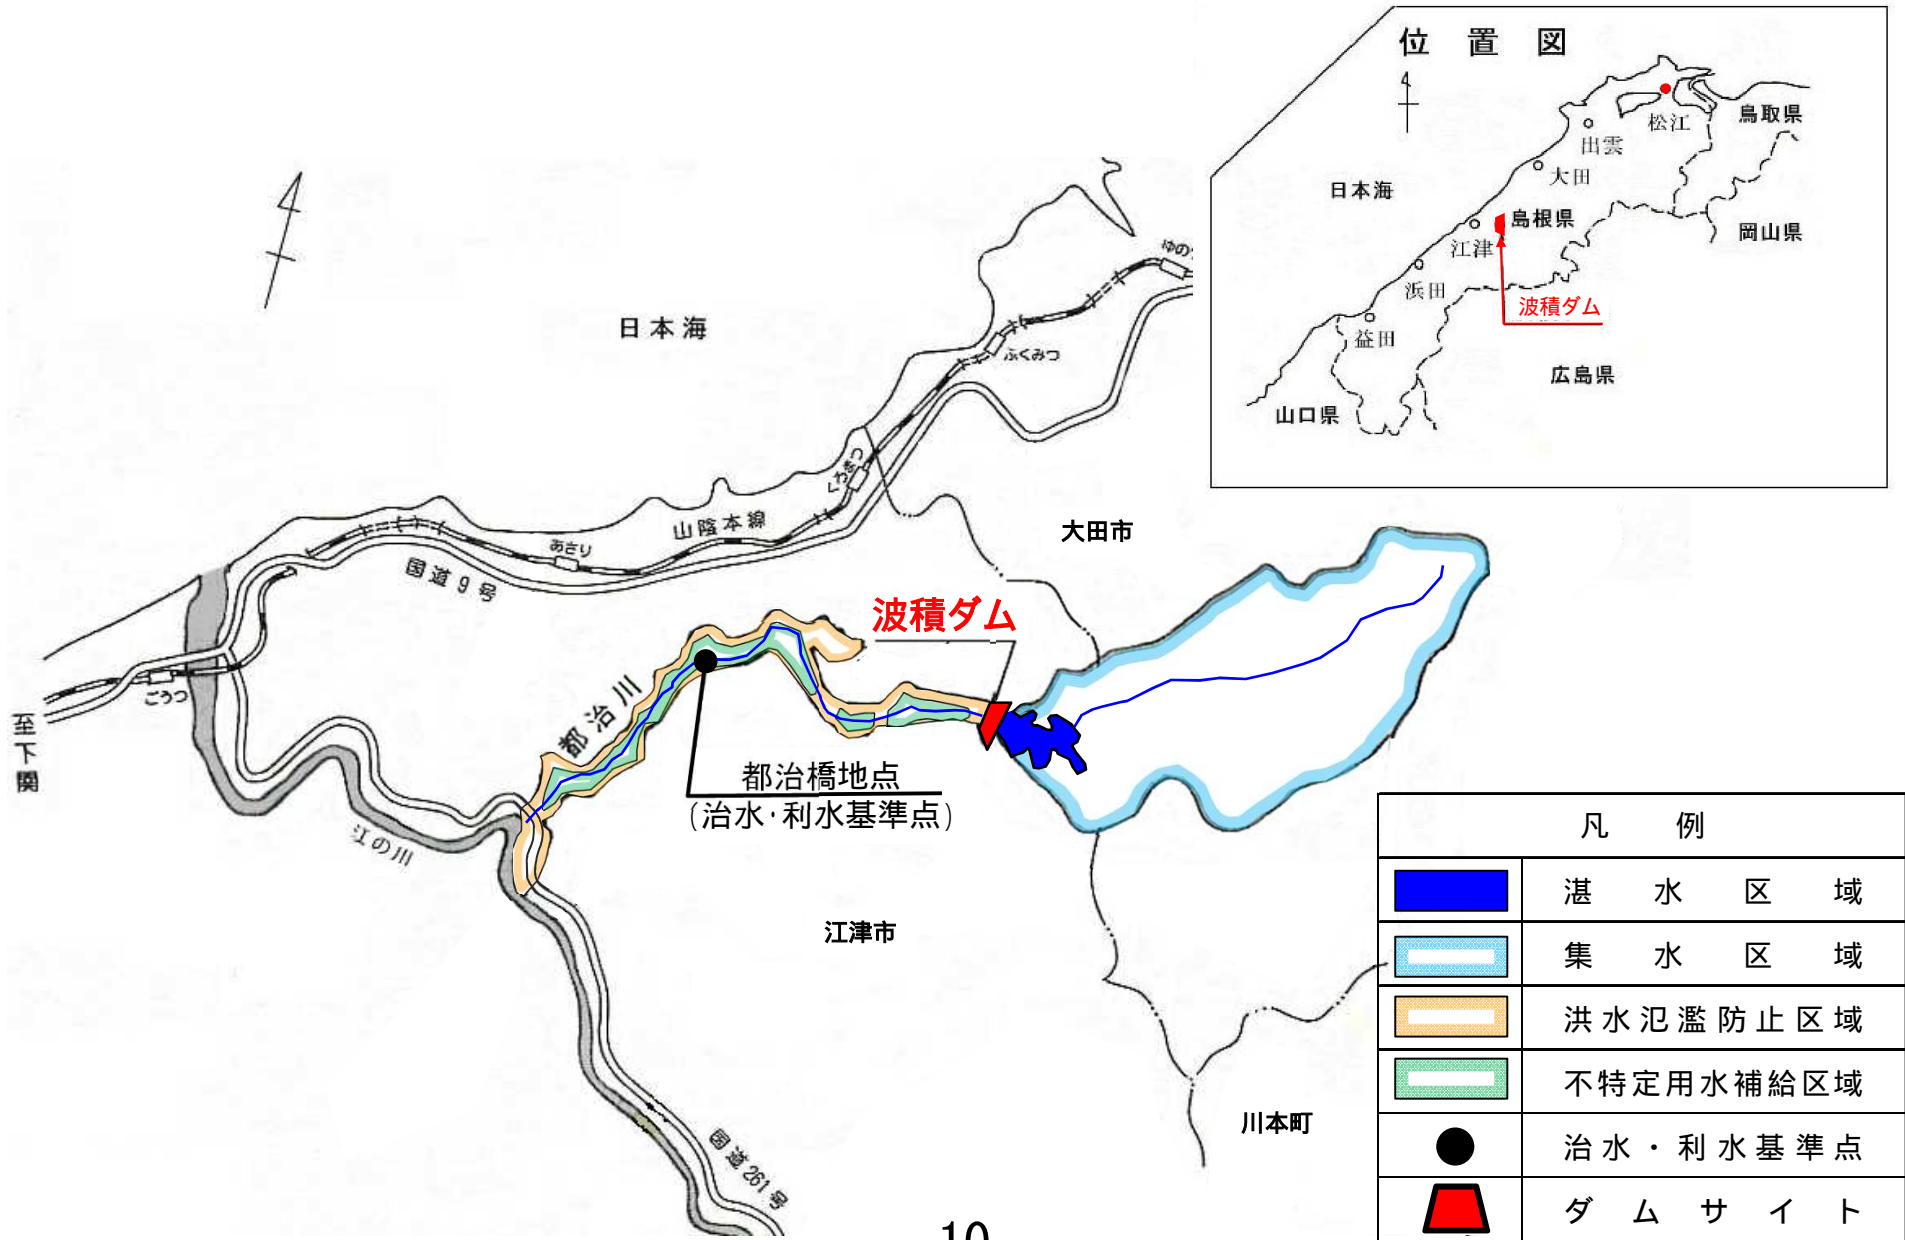 位置図
4
鳥取県
松江
出雲
大田
日本海
島根県
岡山県
江津
浜田
波積ダム
益田
広島県
山口県
日本海
ふくみつ
くろまつ
山陰本線
あさり
国道9号
大田市
波積ダム
ごうつ
至下関
都治川
都治橋地点
(治水・利水基準点)
江の川
江津市
川本町
国道261号
凡例
湛水区域
集水区域
洪水氾濫防止区域
不特定用水補給区域
治水・利水基準点
ダムサイト
10